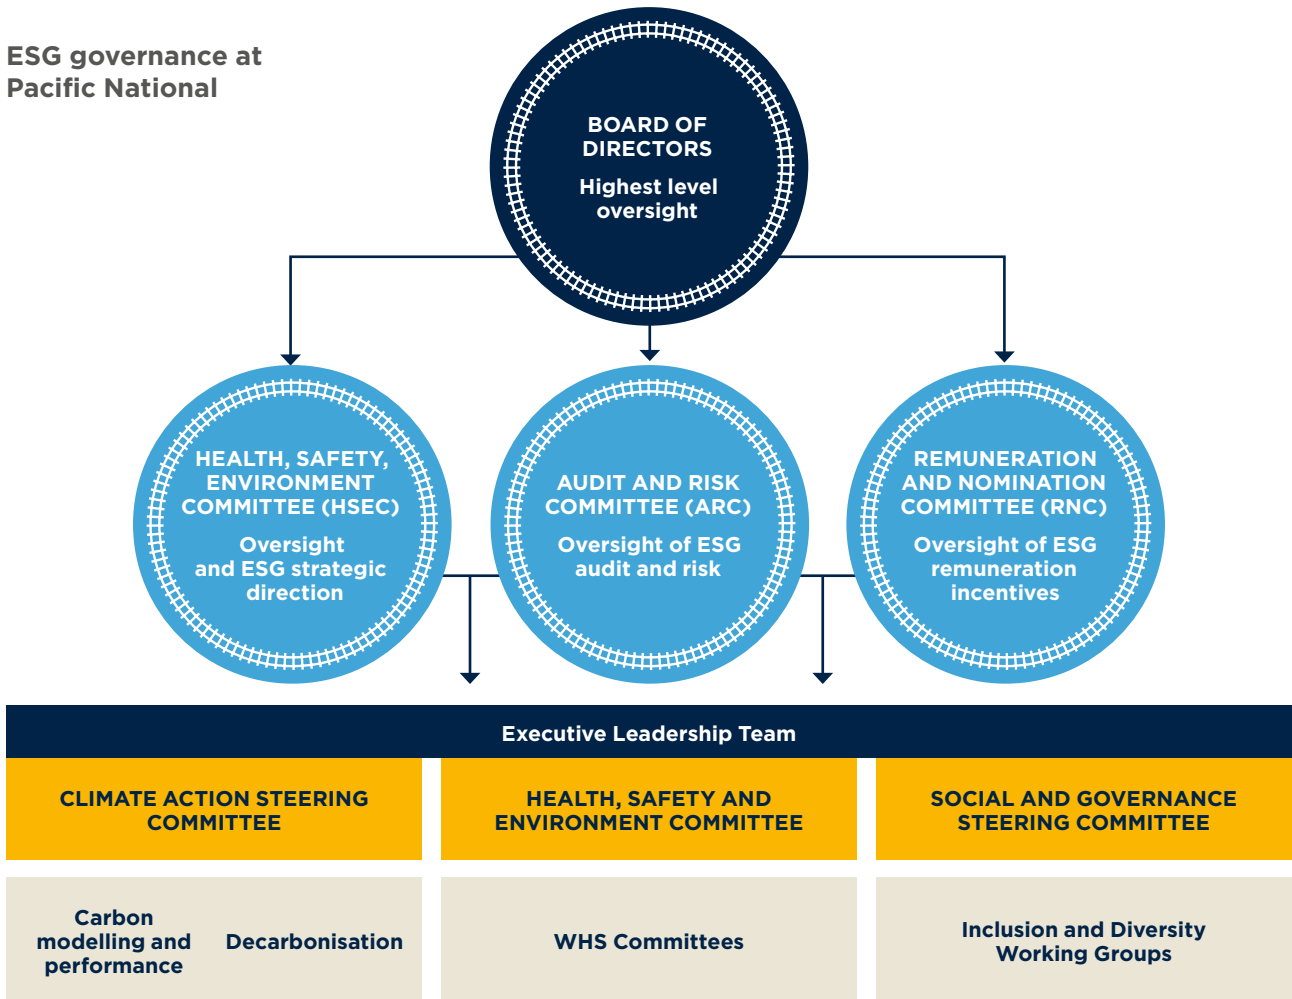 ESG governance at
Pacific National
BOARD OF
DIRECTORS
Highest level
oversight
HEALTH, SAFETY,
ENVIRONMENT
COMMITTEE (HSEC)
Oversight
and ESG strategic
direction
AUDIT AND RISK
COMMITTEE (ARC)
Oversight of ESG
audit and risk
REMUNERATION
AND NOMINATION
COMMITTEE (RNC)
Oversight of ESG
remuneration
incentives
Executive Leadership Team
CLIMATE ACTION STEERING
COMMITTEE
HEALTH, SAFETY AND
ENVIRONMENT COMMITTEE
SOCIAL AND GOVERNANCE
STEERING COMMITTEE
Carbon
modelling and
performance
Decarbonisation
WHS Committees
Inclusion and Diversity
Working Groups